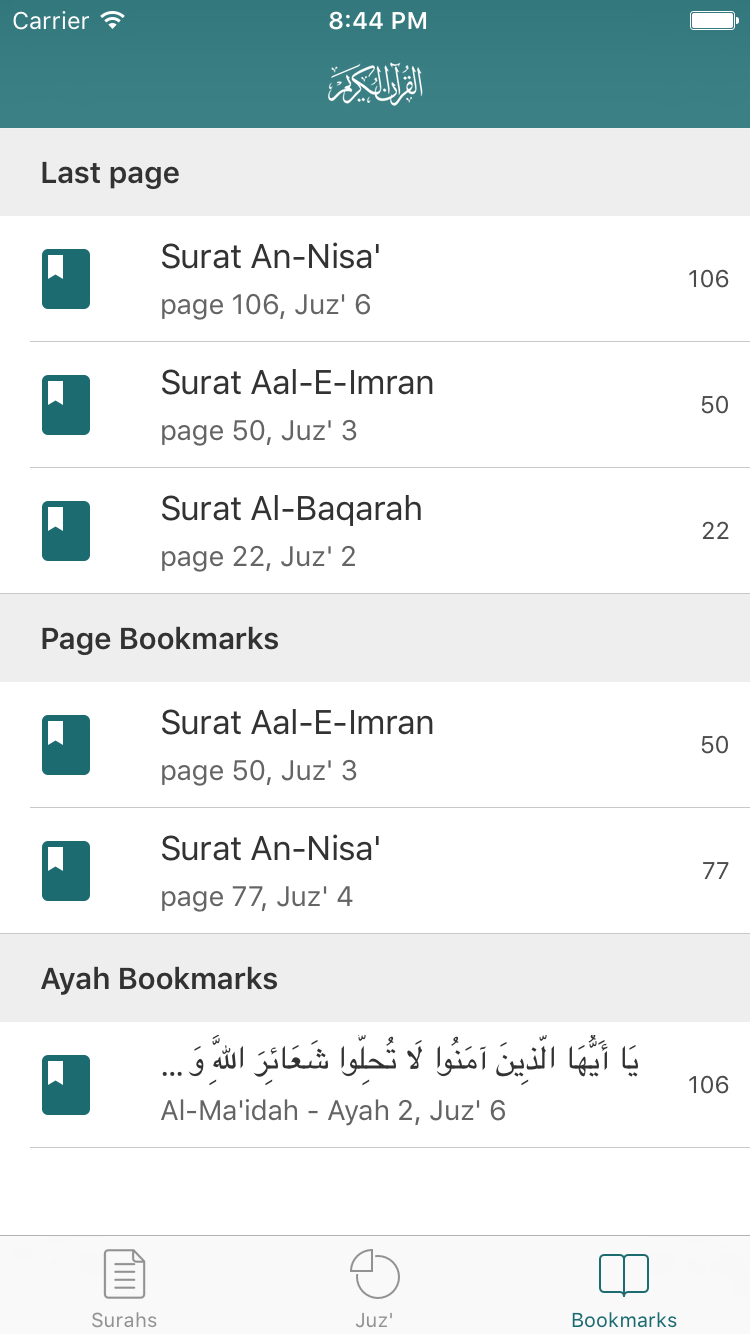 Carrier 8:44 PM
القرآن الكريم
Last page
Surat An-Nisa'
106
page 106, Juz' 6
Surat Aal-E-Imran
50
page 50, Juz' 3
Surat Al-Baqarah
22
page 22, Juz' 2
Page Bookmarks
Surat Aal-E-Imran
50
page 50, Juz' 3
Surat An-Nisa'
77
page 77, Juz' 4
Ayah Bookmarks
يَا أَيُّهَا الَّذِينَ آمَنُوا لَا تُحِلُّوا شَعَائِرَ اللَّهِ وَ ...
106
Al-Ma'idah - Ayah 2, Juz' 6
Surahs Juz' Bookmarks